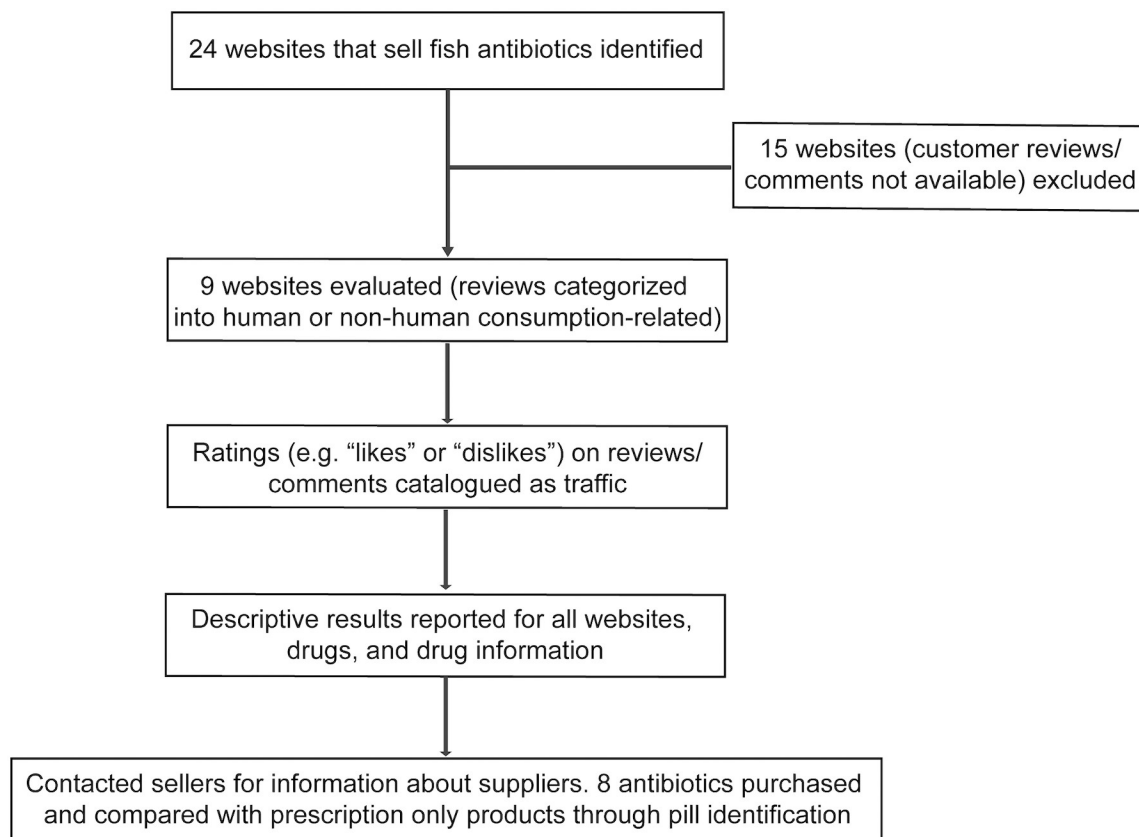 24 websites that sell fish antibiotics identified
15 websites (customer reviews/
comments not available) excluded
9 websites evaluated (reviews categorized
into human or non-human consumption-related)
Ratings (e.g. “likes” or “dislikes”) on reviews/
comments catalogued as traffic
Descriptive results reported for all websites,
drugs, and drug information
Contacted sellers for information about suppliers. 8 antibiotics purchased
and compared with prescription only products through pill identification